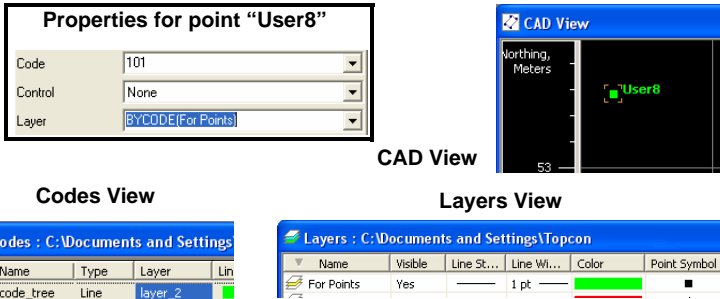 Properties for point “User8”
Code 101
Control None
Layer BYCODE(For Points)
CAD View
Northing,
Meters
User8
53
CAD View
Codes View
Layers View
odes : C:\Documents and Settings
Name Type Layer Lin
code_tree Line layer_2
Layers : C:\Documents and Settings\Topcon
Name Visible Line St... Line Wi... Color Point Symbol
For Points Yes 1 pt